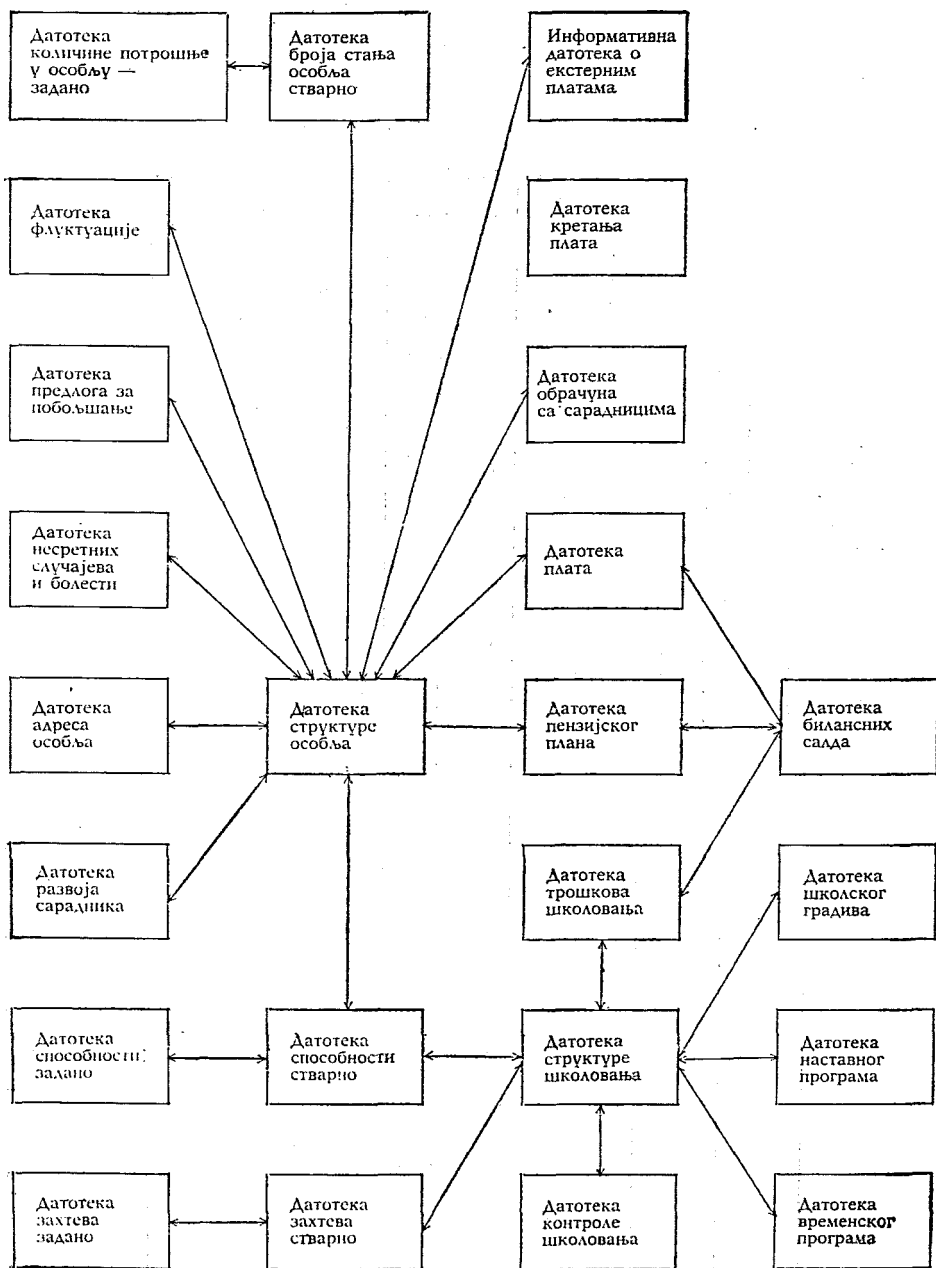 Датотека
количине потрошње
у особљу —
задано
Датотека
броја стања
особља
стварно
Информативна
датотека о
екстерним
платама
Датотека
флуктуације
Датотека
кретања
плата
Датотека
предлога за
побољшање
Датотека
обрачуна
са сарадницима
Датотека
несретних
случајева
и болести
Датотека
плата
Датотека
адреса
особља
Датотека
структуре
особља
Датотека
пензијског
плана
Датотека
билансних
салда
Датотека
развоја
сарадника
Датотека
трошкова
школовања
Датотека
школског
градива
Датотека
способности
задано
Датотека
способности
стварно
Датотека
структуре
школовања
Датотека
наставног
програма
Датотека
захтева
задано
Датотека
захтева
стварно
Датотека
контроле
школовања
Датотека
временског
програма